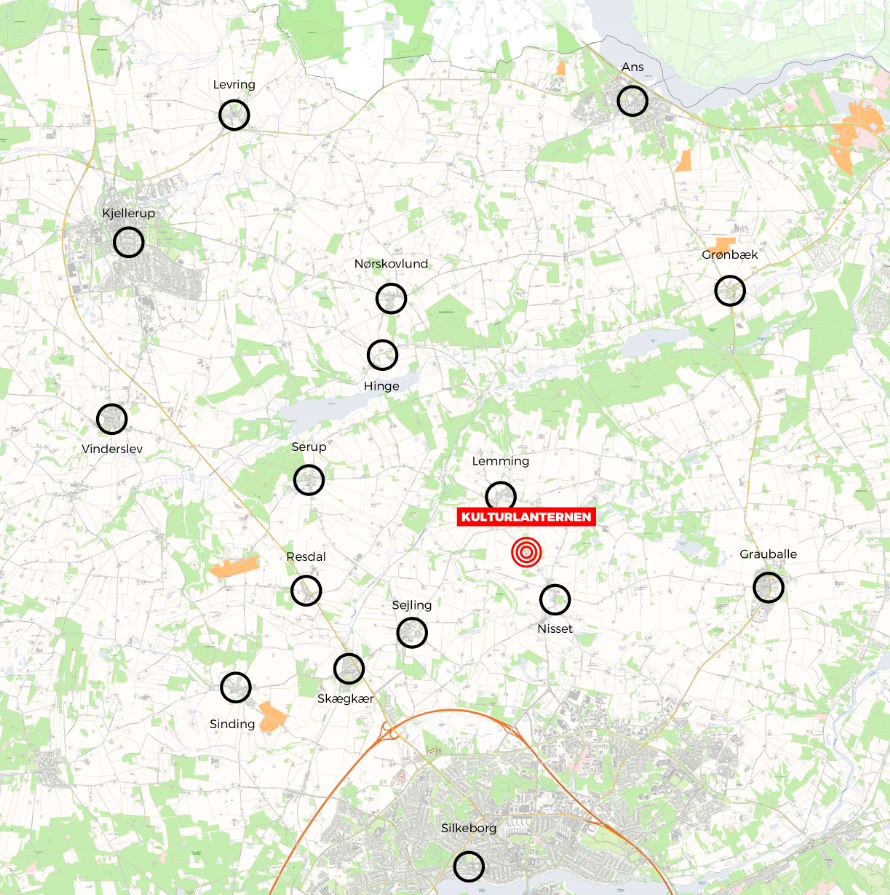 Ans
Levring
Kjellerup
Grønbæk
Nørskovlund
Hinge
Vinderslev
Serup
Lemming
KULTURLANTERNEN
Grauballe
Resdal
Sejling
Nisset
Skægkær
Sinding
Silkeborg